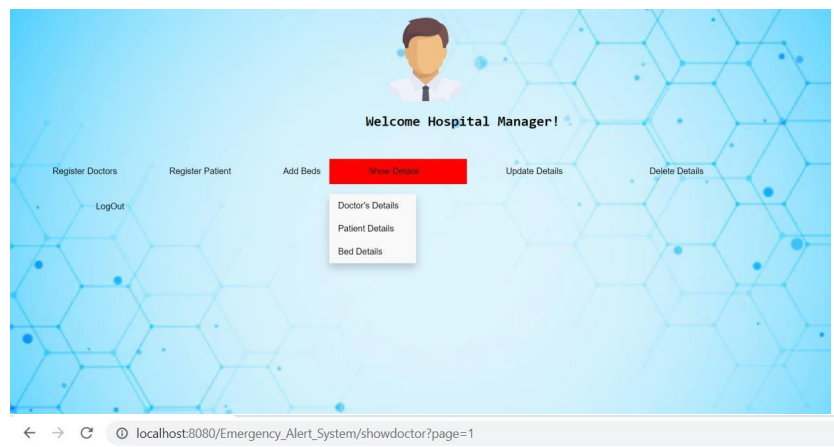 Welcome Hospital Manager!
Register Doctors Register Patient Add Beds Show Details Update Details Delete Details
LogOut
Doctor's Details
Patient Details
Bed Details
localhost:8080/Emergency_Alert_System/showdoctor?page=1